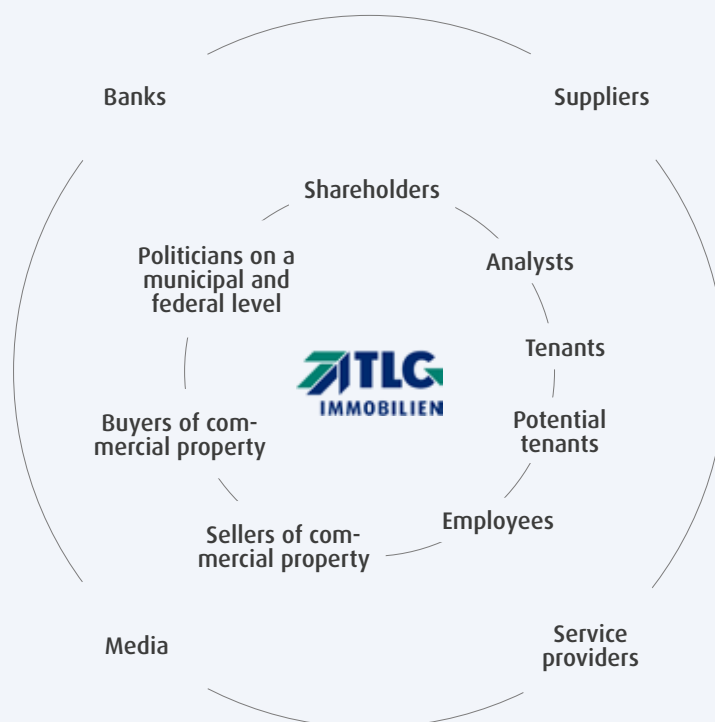 Banks
Suppliers
Shareholders
Politicians on a
municipal and
federal level
Analysts
Tenants
TLG
IMMOBILIEN
Buyers of com-
mercial property
Potential
tenants
Sellers of com-
mercial property
Employees
Media
Service
providers